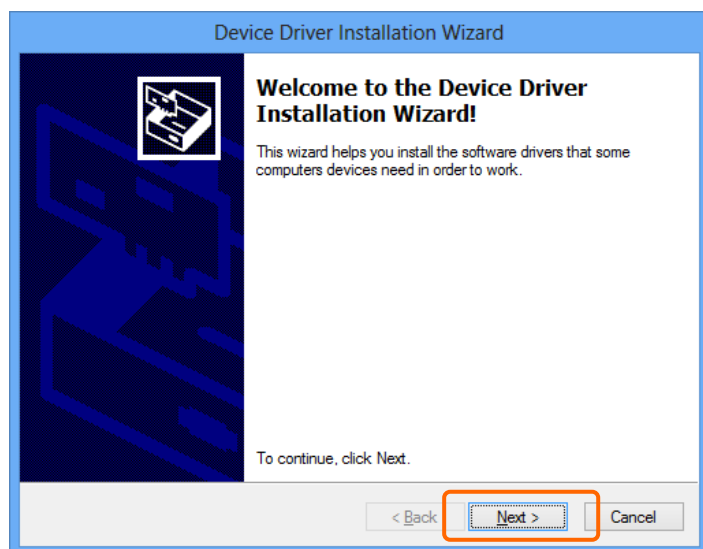 Device Driver Installation Wizard
Welcome to the Device Driver
Installation Wizard!
This wizard helps you install the software drivers that some
computers devices need in order to work.
To continue, click Next.
< Back
Next >
Cancel